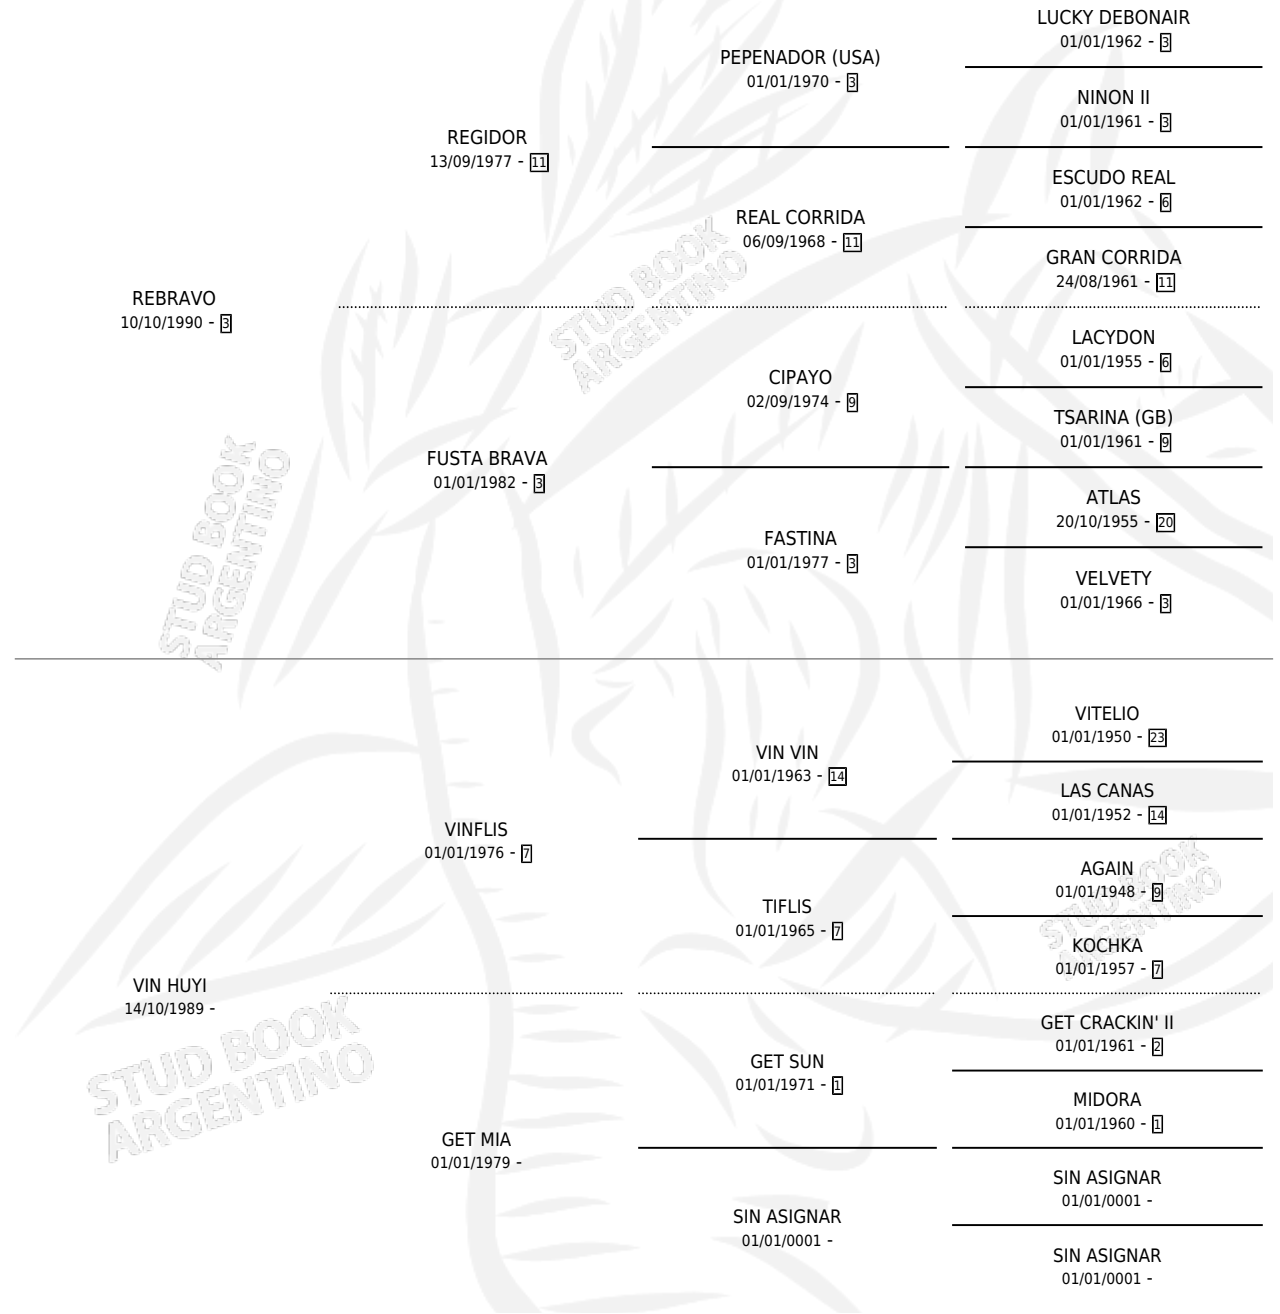 LUCKY DEBONAIR
01/01/1962 - 3
PEPENADOR (USA)
01/01/1970 - 3
NINON II
01/01/1961 - 3
REGIDOR
13/09/1977 - 11
ESCUDO REAL
01/01/1962 - 6
REAL CORRIDA
06/09/1968 - 11
GRAN CORRIDA
24/08/1961 - 11
REBRAVO
10/10/1990 - 3
LACYDON
01/01/1955 - 6
CIPAYO
02/09/1974 - 9
TSARINA (GB)
01/01/1961 - 9
FUSTA BRAVA
01/01/1982 - 3
ATLAS
20/10/1955 - 20
FASTINA
01/01/1977 - 3
VELVETY
01/01/1966 - 3
VITELIO
01/01/1950 - 23
VIN VIN
01/01/1963 - 14
LAS CANAS
01/01/1952 - 14
VINFLIS
01/01/1976 - 7
AGAIN
01/01/1948 - 9
TIFLIS
01/01/1965 - 7
KOCHKA
01/01/1957 - 7
VIN HUYI
14/10/1989 -
GET CRACKIN' II
01/01/1961 - 2
GET SUN
01/01/1971 - 1
MIDORA
01/01/1960 - 1
GET MIA
01/01/1979 -
SIN ASIGNAR
01/01/0001 -
SIN ASIGNAR
01/01/0001 -
SIN ASIGNAR
01/01/0001 -
STUD BOOK
ARGENTINO
STUD BOOK
ARGENTINO
STUD BOOK
ARGENTINO
STUD BOOK
ARGENTINO